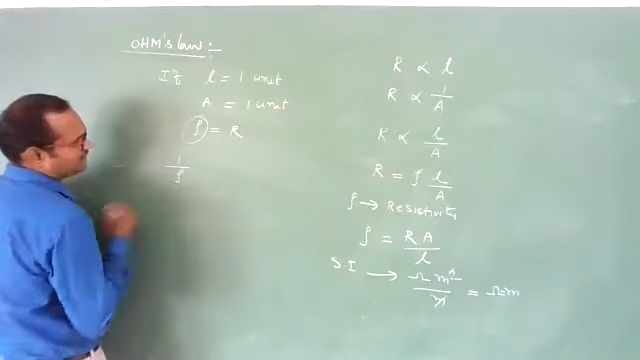 OHM's law :-
If l = 1 unit
A = 1 unit
ρ = R
1/ρ
R ∝ l
R ∝ 1/A
R ∝ l/A
R = ρ l/A
ρ → Resistivity
ρ = RA/l
S.I → Ω m²/m = Ωm